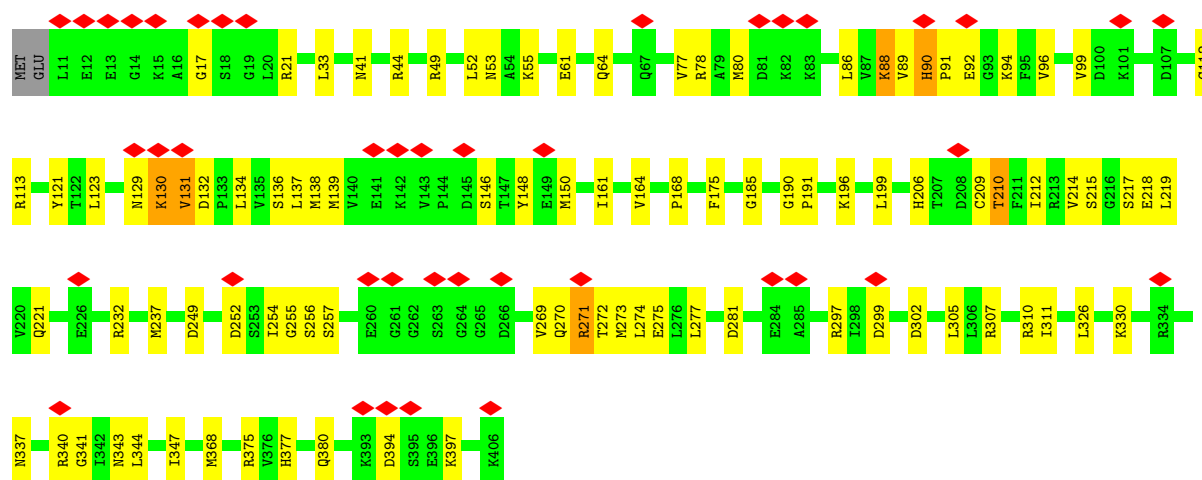 MET GLU L11 E12 E13 G14 K15 A16 G17 S18 G19 L20 R21 L33 N41 R44 R49 L52 N53 A54 K55 E61 Q64 Q67 V77 R78 A79 M80 D81 K82 K83 L86 V87 K88 V89 H90 P91 E92 G93 K94 F95 V96 V99 D100 K101 D107
R113 Y121 T122 L123 N129 K130 V131 D132 P133 L134 V135 S136 L137 M138 M139 V140 E141 K142 V143 P144 D145 S146 T147 Y148 E149 M150 I161 V164 P168 F175 G185 G190 P191 K196 L199 H206 T207 D208 C209 T210 F211 I212 R213 V214 S215 G216 S217 E218 L219
V220 Q221 E226 R232 M237 D249 D252 S253 I254 G255 S256 S257 E260 G261 G262 S263 G264 G265 D266 V269 Q270 R271 T272 M273 L274 E275 L276 L277 D281 E284 A285 R297 I298 D299 D302 L305 L306 R307 R310 I311 L326 K330 R334
N337 R340 G341 I342 N343 L344 I347 M368 R375 V376 H377 Q380 K393 D394 S395 E396 K397 K406